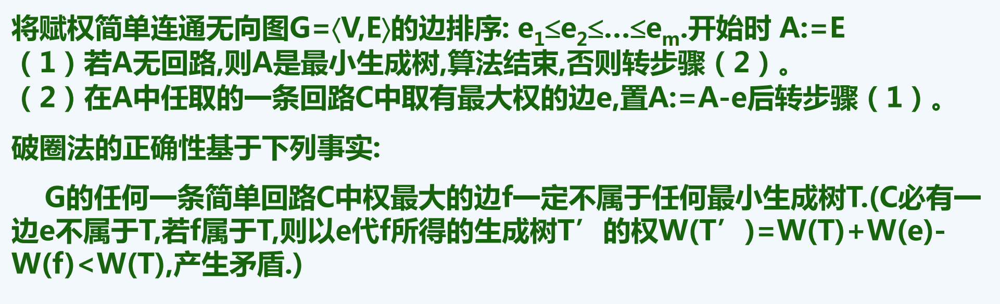 将赋权简单连通无向图G=⟨V,E⟩的边排序: e₁≤e₂≤…≤eₘ.开始时 A:=E
（1）若A无回路,则A是最小生成树,算法结束,否则转步骤（2）。
（2）在A中任取的一条回路C中取有最大权的边e,置A:=A-e后转步骤（1）。
破圈法的正确性基于下列事实:
G的任何一条简单回路C中权最大的边f一定不属于任何最小生成树T.(C必有一
边e不属于T,若f属于T,则以e代f所得的生成树T′的权W(T′)=W(T)+W(e)-
W(f)<W(T),产生矛盾.)